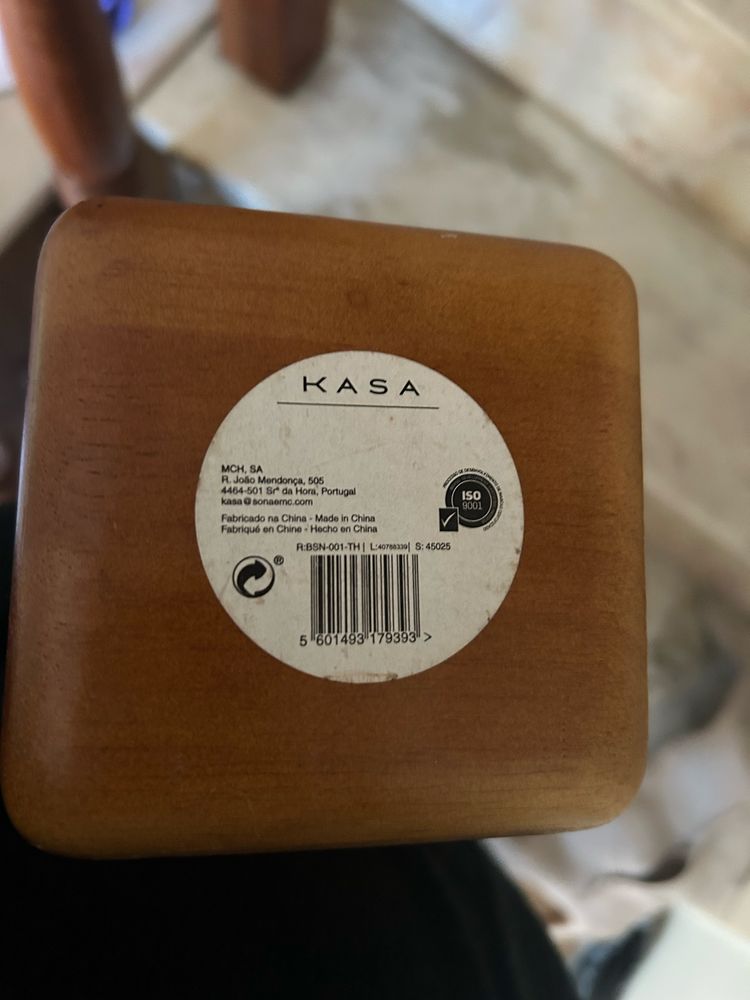 KASA
MCH, SA
R. João Mendonça, 505
4464-501 Srª da Hora, Portugal
kasa@sonaemc.com
Fabricado na China - Made in China
Fabriqué en Chine - Hecho en China
ISO
9001
R:BSN-001-TH | L:40788339| S: 45025
®
5 601493 179393 >